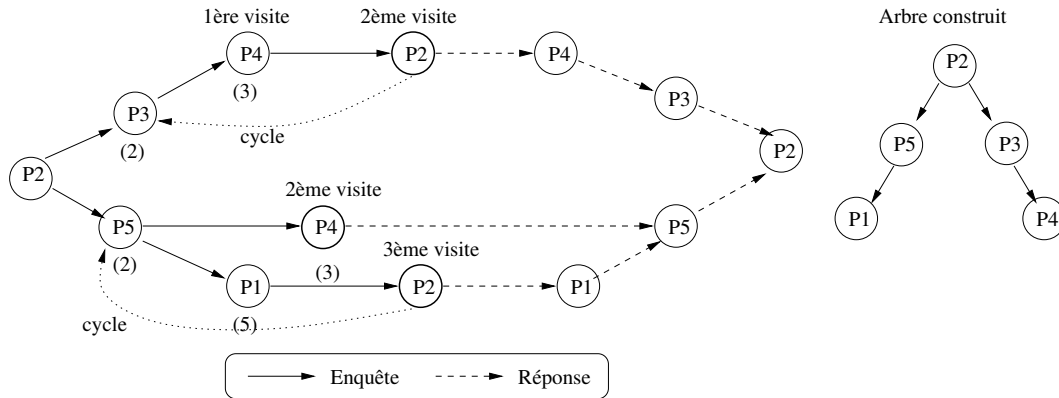 1ère visite
2ème visite
Arbre construit
P4
P2
P4
P2
(3)
P3
P3
cycle
(2)
P2
P5
P3
P2
2ème visite
P5
P4
P5
P1
P4
(2)
(3)
3ème visite
P1
P2
P1
cycle
(5)
Enquête
Réponse